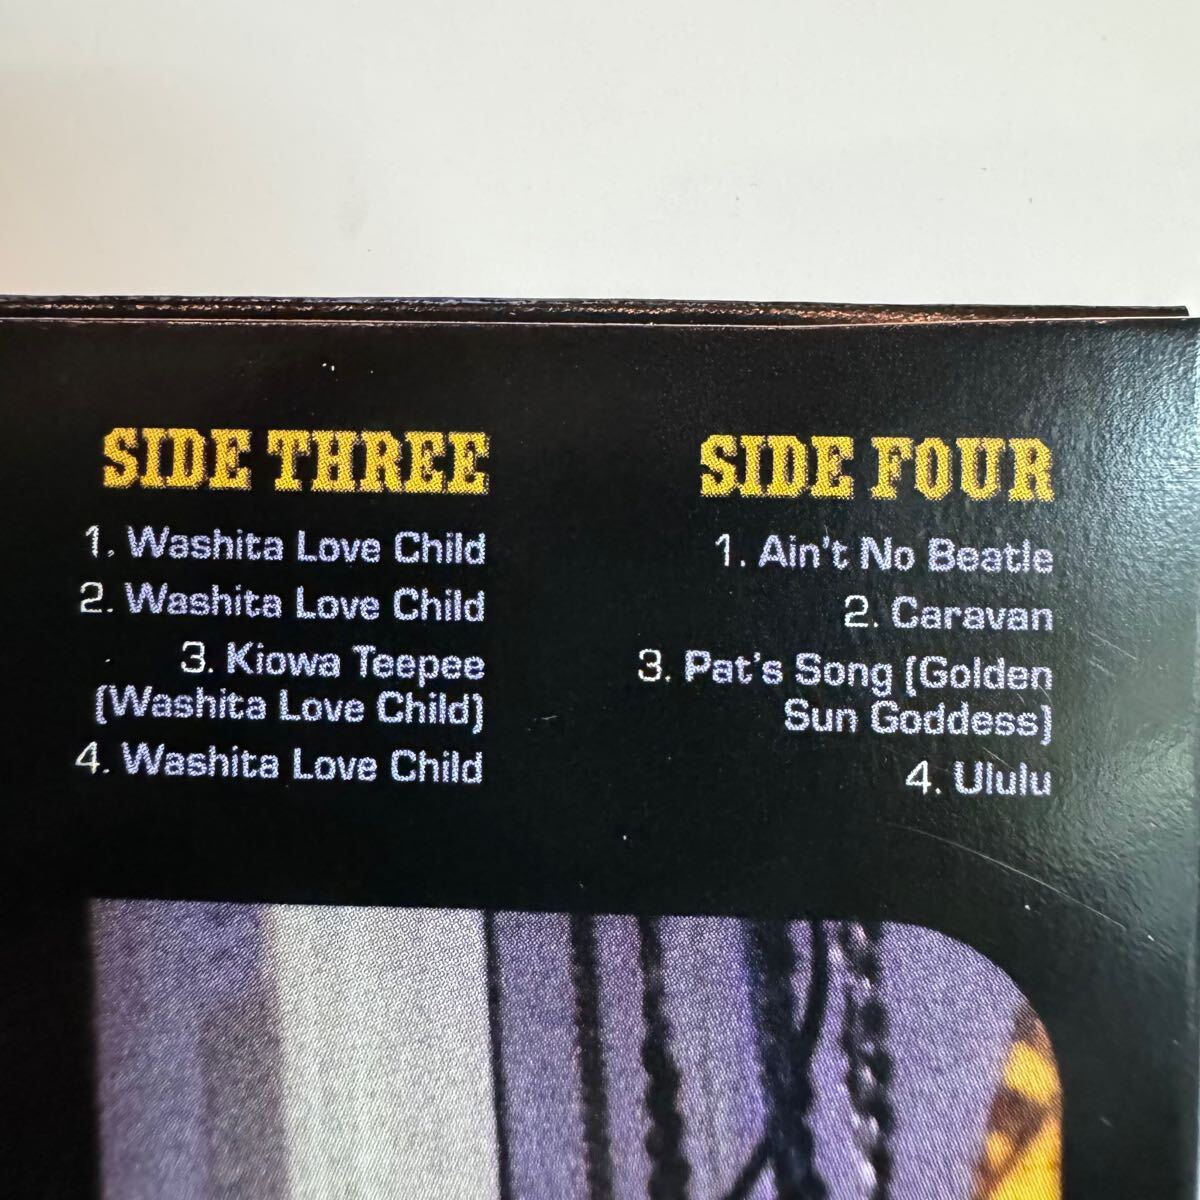 SIDE THREE
1. Washita Love Child
2. Washita Love Child
3. Kiowa Teepee
(Washita Love Child)
4. Washita Love Child
SIDE FOUR
1. Ain't No Beatle
2. Caravan
3. Pat's Song (Golden
Sun Goddess)
4. Ululu